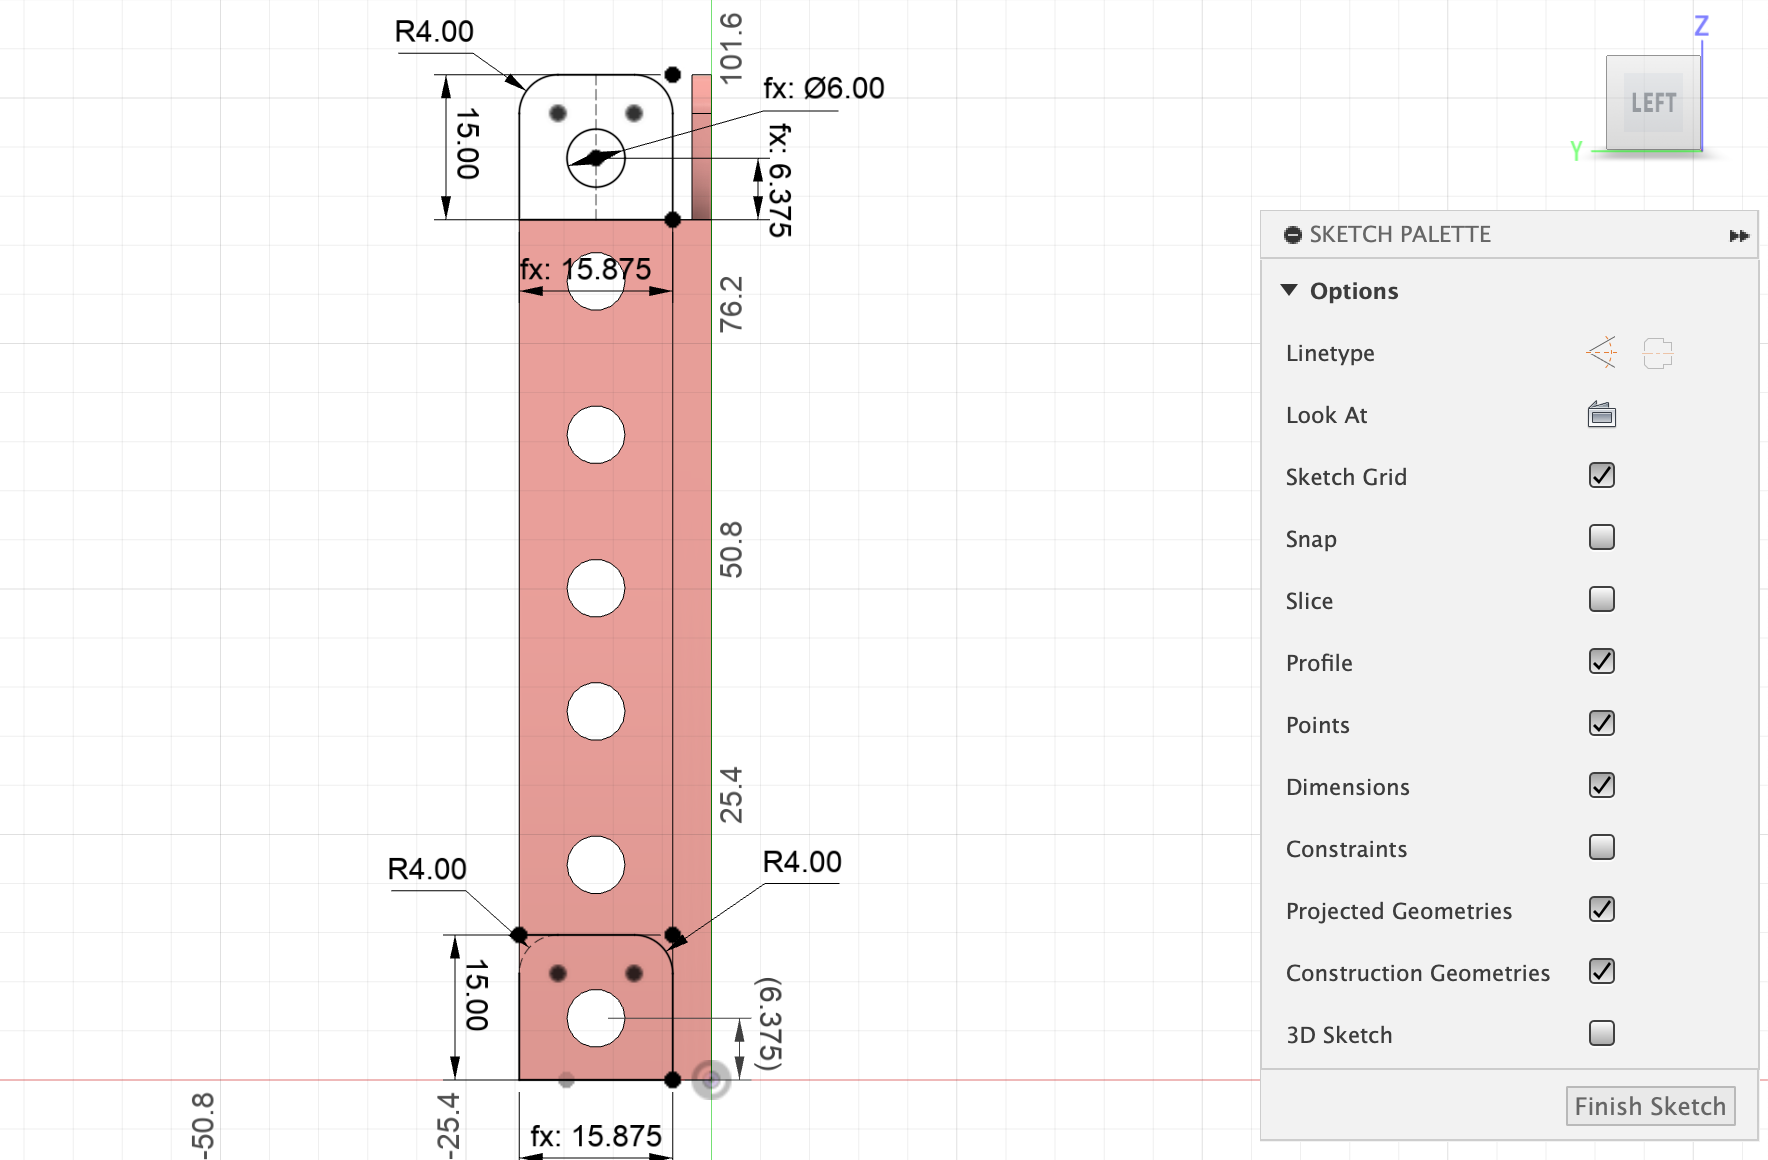 R4.00
101.6
fx: Ø6.00
15.00
fx: 6.375
fx: 15.875
76.2
50.8
25.4
R4.00
R4.00
15.00
(6.375)
-50.8
-25.4
fx: 15.875
Z
LEFT
Y
SKETCH PALETTE
Options
Linetype
Look At
Sketch Grid
Snap
Slice
Profile
Points
Dimensions
Constraints
Projected Geometries
Construction Geometries
3D Sketch
Finish Sketch